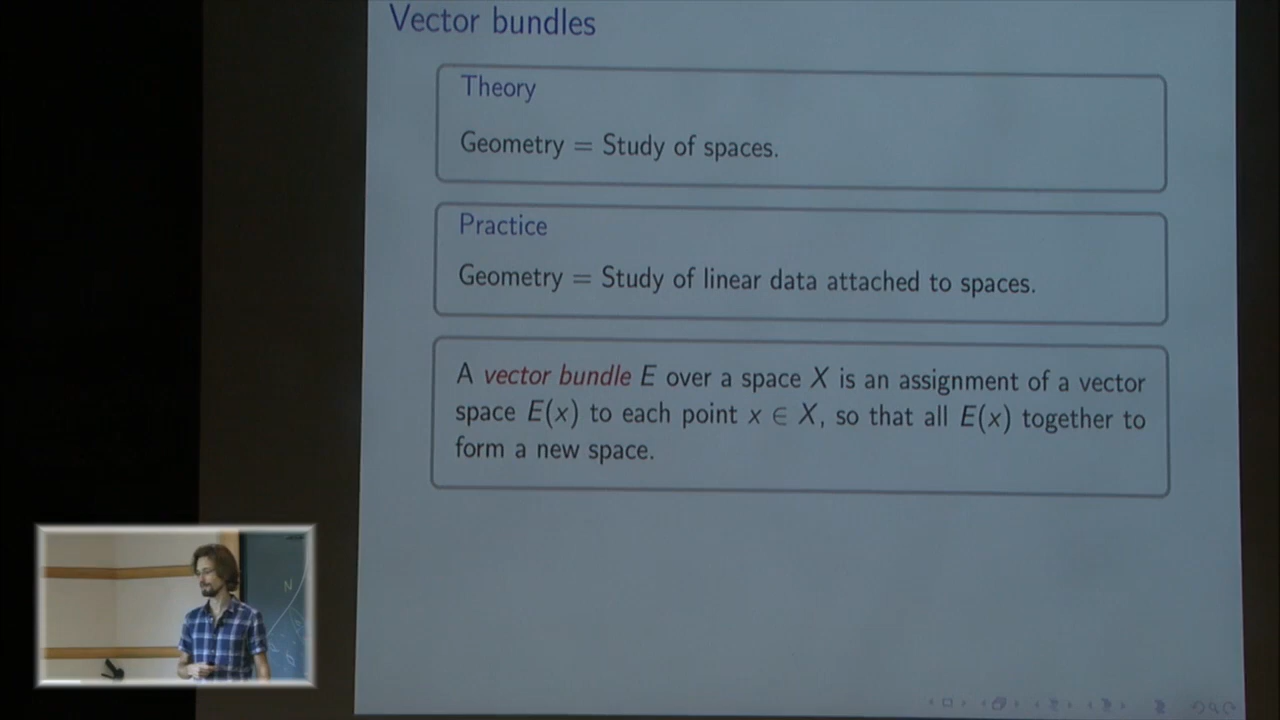 Vector bundles
Theory
Geometry = Study of spaces.
Practice
Geometry = Study of linear data attached to spaces.
A vector bundle E over a space X is an assignment of a vector
space E(x) to each point x ∈ X, so that all E(x) together to
form a new space.
N